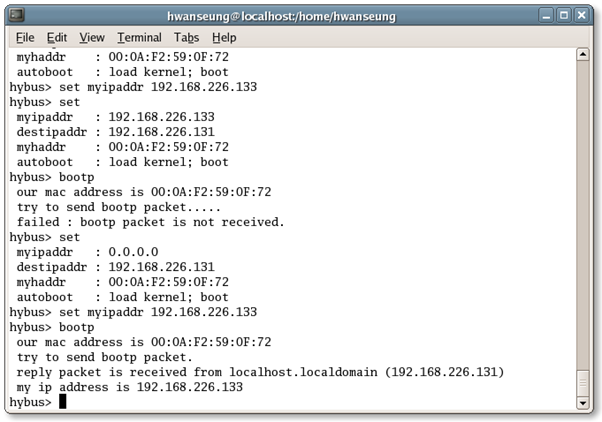 hwanseung@localhost:/home/hwanseung
File Edit View Terminal Tabs Help
myhaddr    : 00:0A:F2:59:0F:72
autoboot   : load kernel; boot
hybus> set myipaddr 192.168.226.133
hybus> set
myipaddr   : 192.168.226.133
destipaddr : 192.168.226.131
myhaddr    : 00:0A:F2:59:0F:72
autoboot   : load kernel; boot
hybus> bootp
our mac address is 00:0A:F2:59:0F:72
try to send bootp packet.....
failed : bootp packet is not received.
hybus> set
myipaddr   : 0.0.0.0
destipaddr : 192.168.226.131
myhaddr    : 00:0A:F2:59:0F:72
autoboot   : load kernel; boot
hybus> set myipaddr 192.168.226.133
hybus> bootp
our mac address is 00:0A:F2:59:0F:72
try to send bootp packet.
reply packet is received from localhost.localdomain (192.168.226.131)
my ip address is 192.168.226.133
hybus>